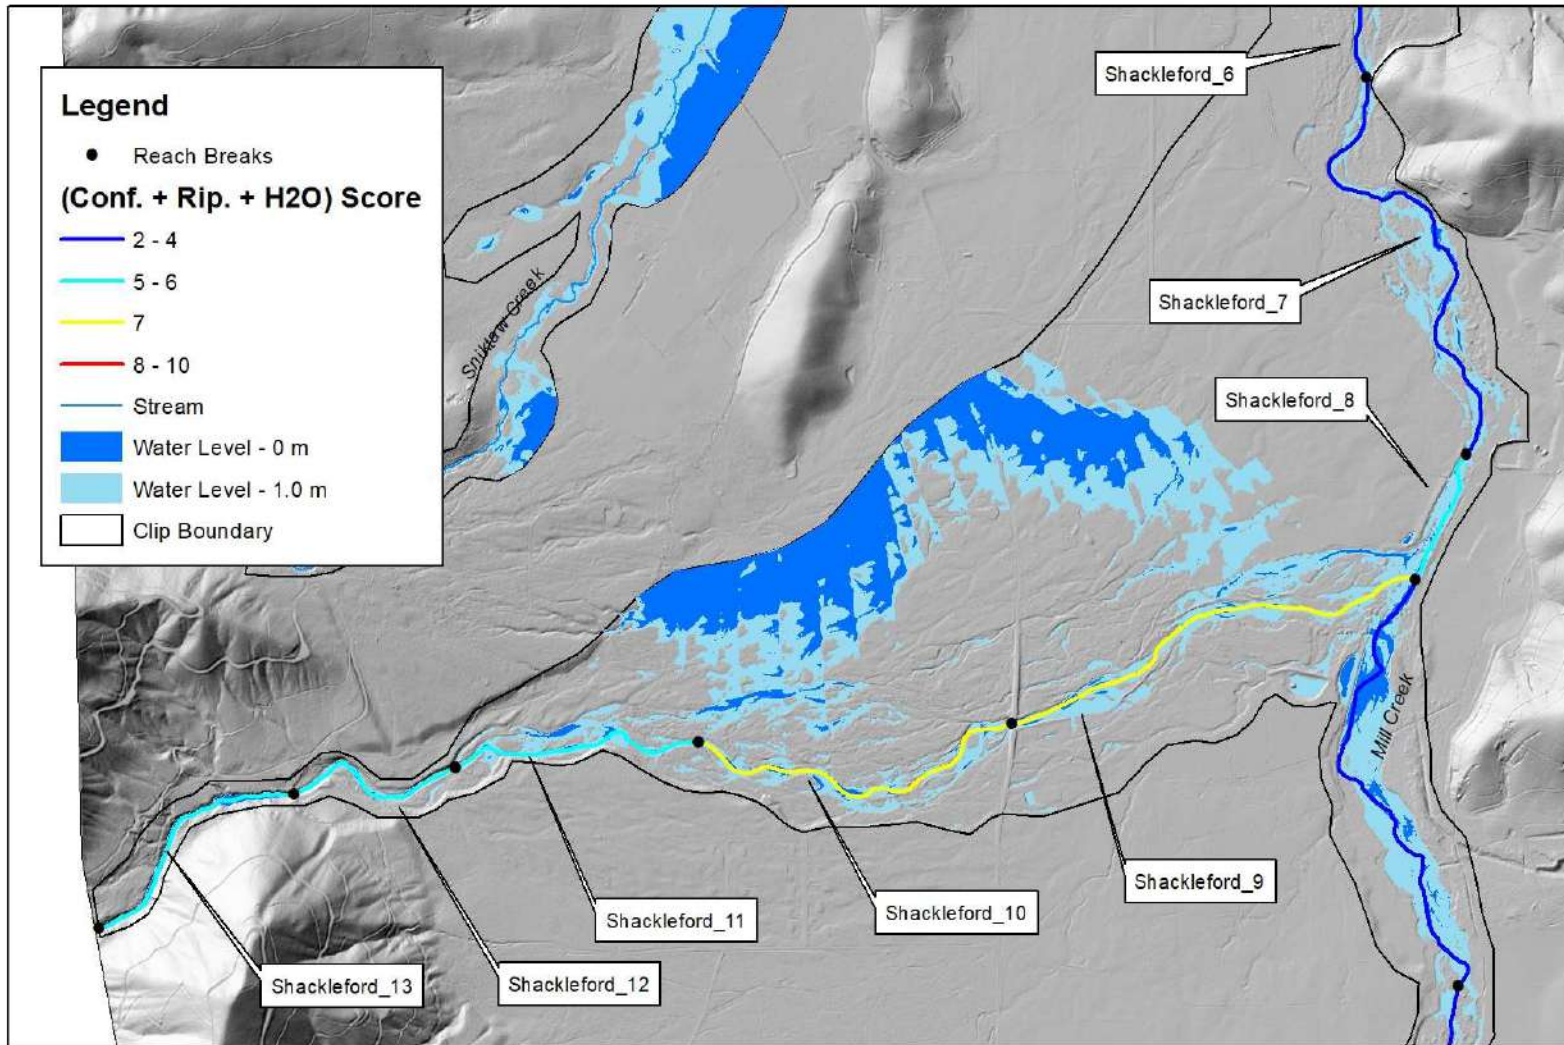 Legend
Reach Breaks
(Conf. + Rip. + H2O) Score
2 - 4
5 - 6
7
8 - 10
Stream
Water Level - 0 m
Water Level - 1.0 m
Clip Boundary
Sniktaw Creek
Shackleford_6
Shackleford_7
Shackleford_8
Mill Creek
Shackleford_9
Shackleford_10
Shackleford_11
Shackleford_12
Shackleford_13